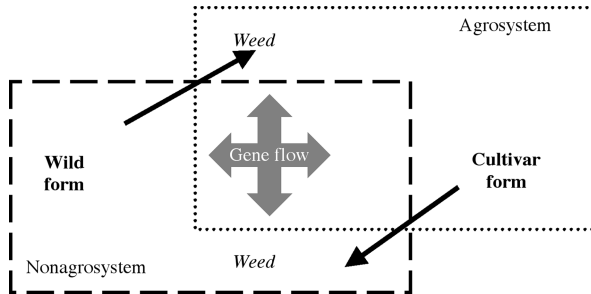 Agrosystem
Weed
Gene flow
Wild
form
Cultivar
form
Nonagrosystem
Weed